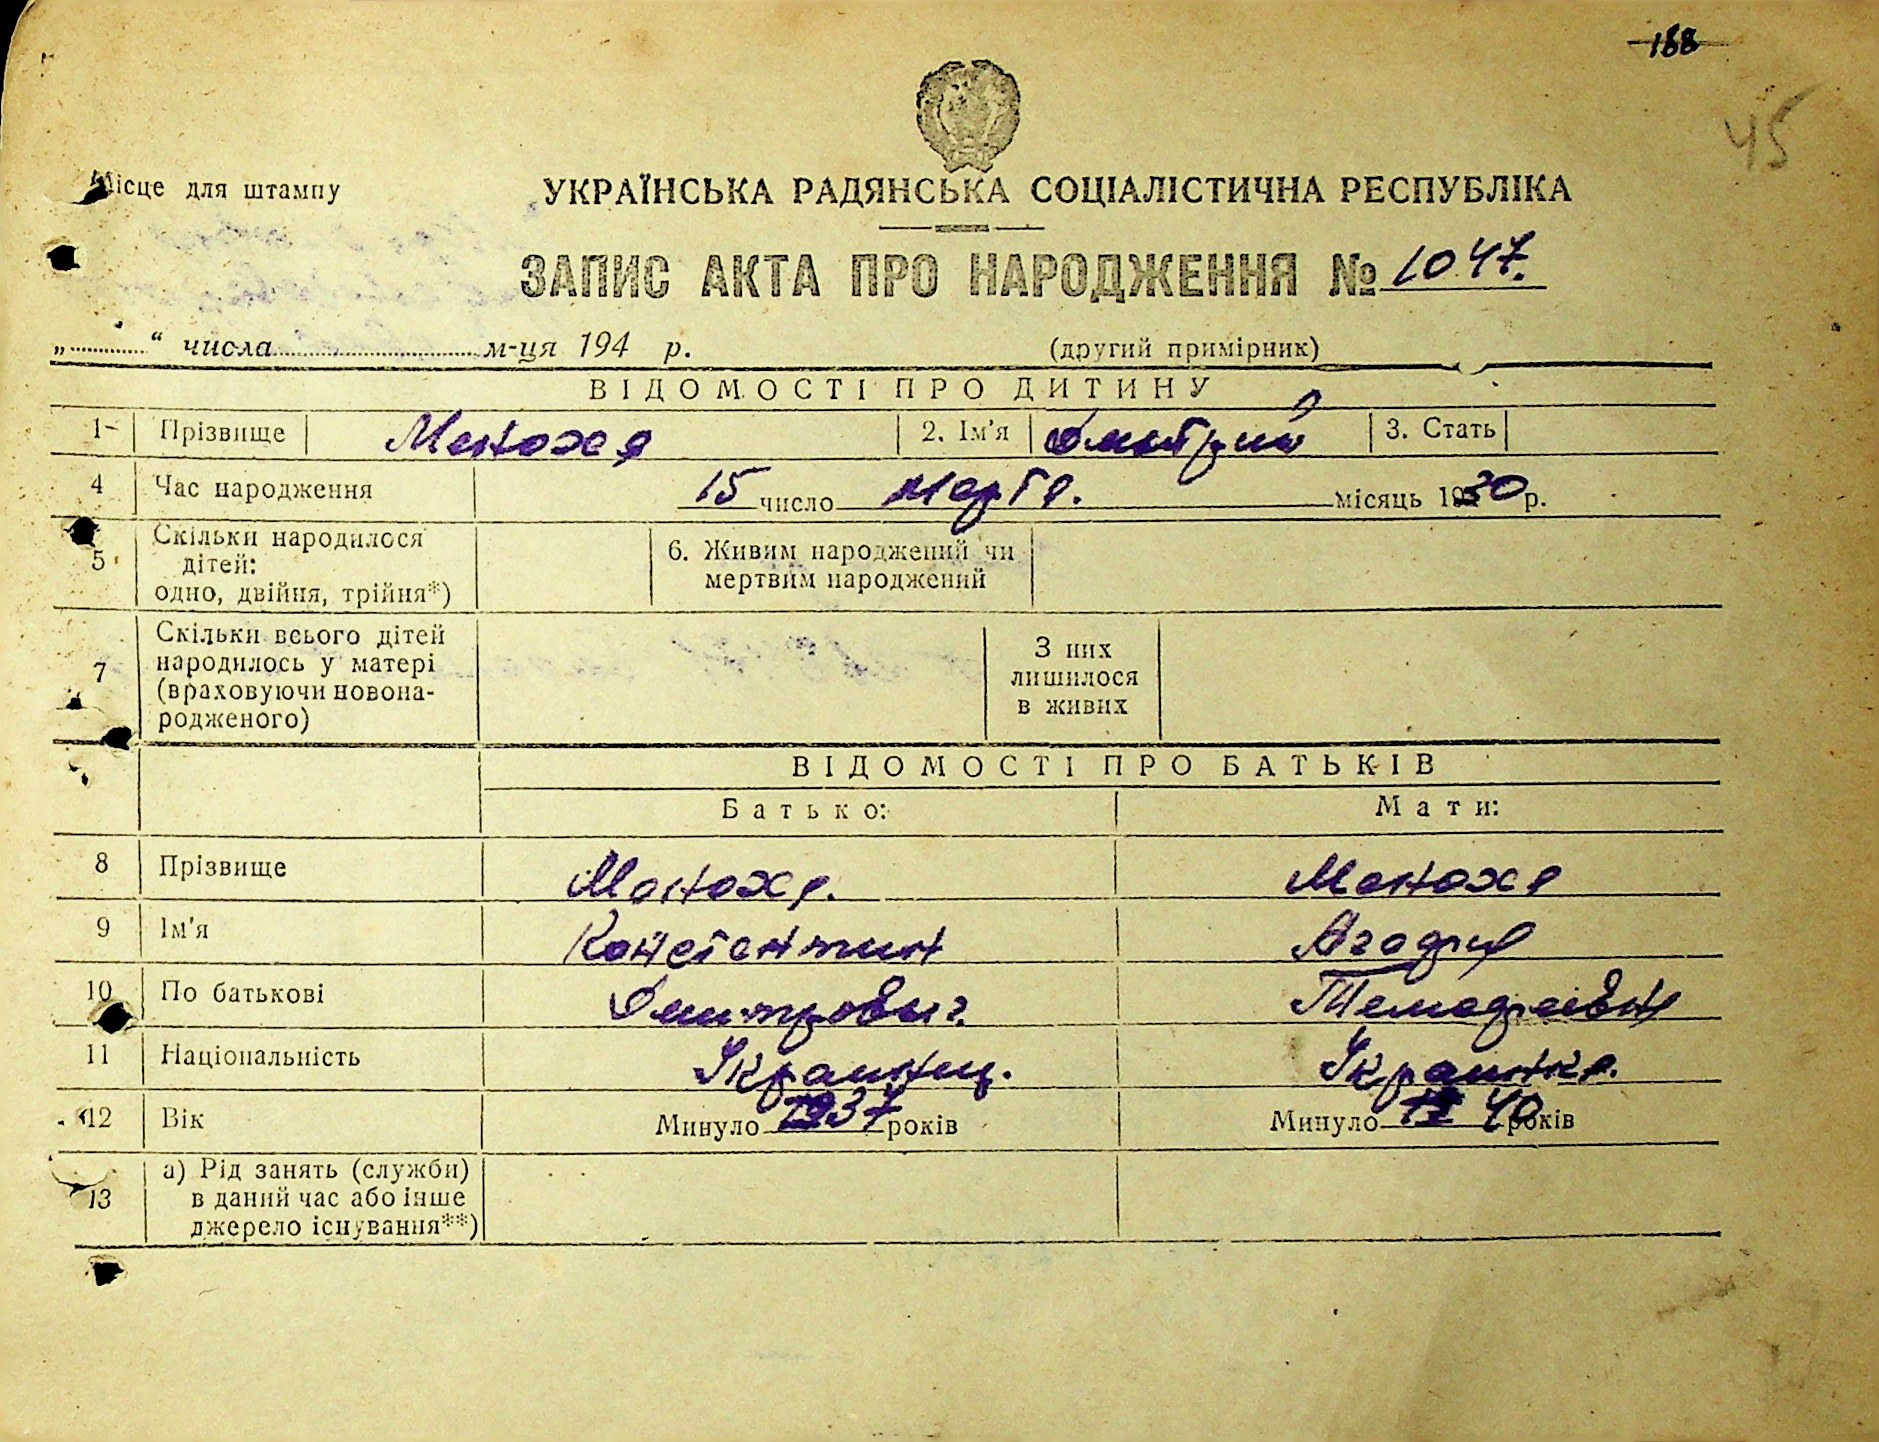 188
45
Місце для штампу
УКРАЇНСЬКА РАДЯНСЬКА СОЦІАЛІСТИЧНА РЕСПУБЛІКА
ЗАПИС АКТА ПРО НАРОДЖЕННЯ № 1047.
„ “ числа м-ця 194 р. (другий примірник)
ВІДОМОСТІ ПРО ДИТИНУ
1 Прізвище Маноха 2. Ім'я Дмитрий 3. Стать
4 Час народження 15 число Марта. місяць 1930 р.
5 Скільки народилося дітей: одно, двійня, трійня*) 6. Живим народжений чи мертвим народжений
7 Скільки всього дітей народилось у матері (враховуючи новонародженого) З них лишилося в живих
ВІДОМОСТІ ПРО БАТЬКІВ
Батько: Мати:
8 Прізвище Маноха. Маноха
9 Ім'я Константин Агафия
10 По батькові Дмитрович. Тимофеевна
11 Національність Украинец. Украинка.
12 Вік Минуло 37 років Минуло 40 років
13 а) Рід занять (служби) в даний час або інше джерело існування**)